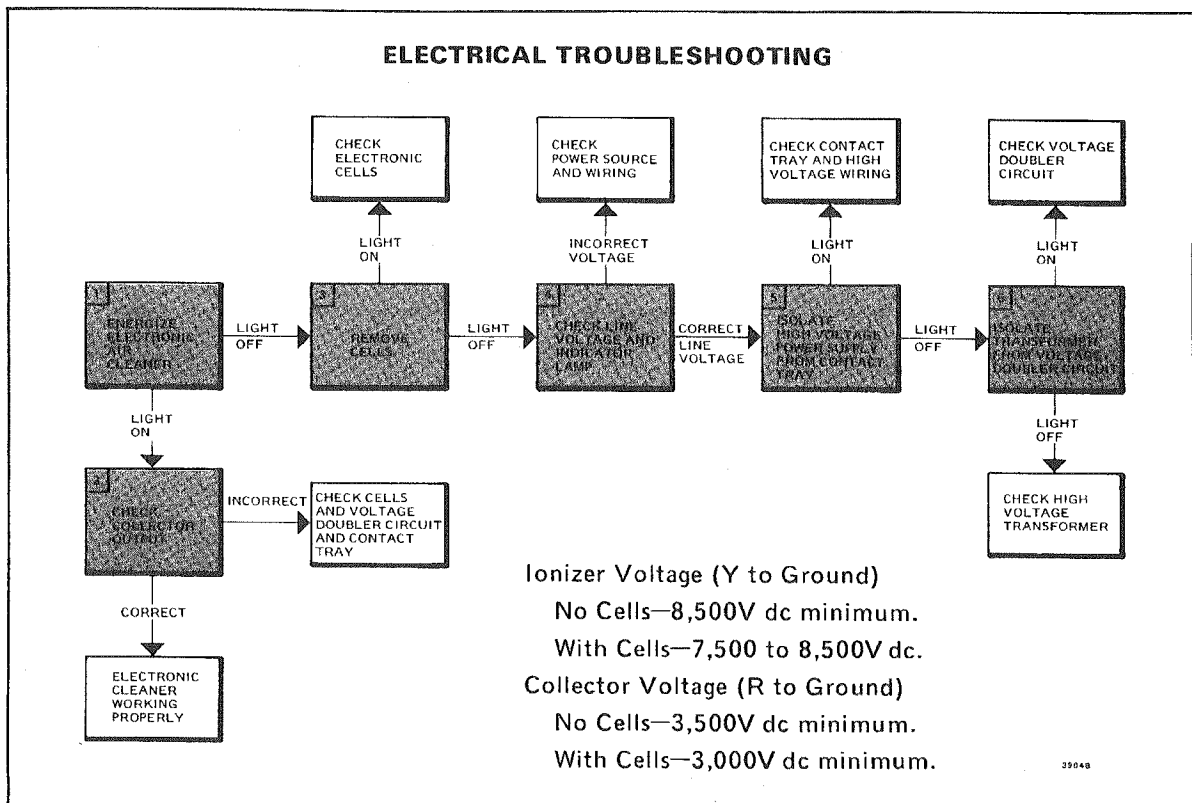 ELECTRICAL TROUBLESHOOTING
CHECK
ELECTRONIC
CELLS
CHECK
POWER SOURCE
AND WIRING
CHECK CONTACT
TRAY AND HIGH
VOLTAGE WIRING
CHECK VOLTAGE
DOUBLER
CIRCUIT
LIGHT
ON
INCORRECT
VOLTAGE
LIGHT
ON
LIGHT
ON
1
ENERGIZE
ELECTRONIC
AIR
CLEANER
LIGHT
OFF
3
REMOVE
CELLS
LIGHT
OFF
4
CHECK LINE
VOLTAGE AND
INDICATOR
LAMP
CORRECT
LINE
VOLTAGE
5
ISOLATE
HIGH VOLTAGE
POWER SUPPLY
FROM CONTACT
TRAY
LIGHT
OFF
6
ISOLATE
TRANSFORMER
FROM VOLTAGE
DOUBLER CIRCUIT
LIGHT
ON
LIGHT
OFF
2
CHECK
COLLECTOR
OUTPUT
INCORRECT
CHECK CELLS
AND VOLTAGE
DOUBLER CIRCUIT
AND CONTACT
TRAY
CHECK HIGH
VOLTAGE
TRANSFORMER
CORRECT
ELECTRONIC
CLEANER
WORKING
PROPERLY
Ionizer Voltage (Y to Ground)
No Cells—8,500V dc minimum.
With Cells—7,500 to 8,500V dc.
Collector Voltage (R to Ground)
No Cells—3,500V dc minimum.
With Cells—3,000V dc minimum.